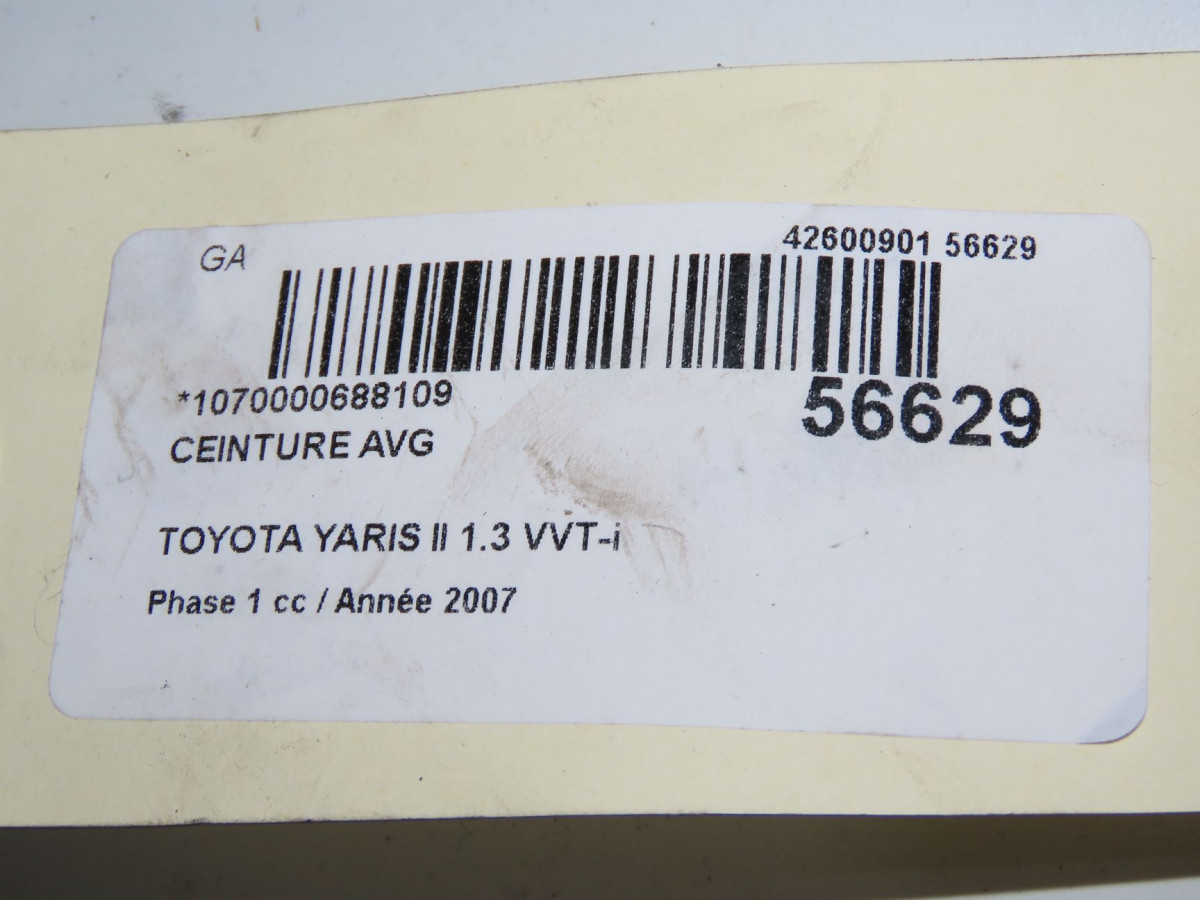 GA
42600901 56629
*1070000688109
56629
CEINTURE AVG
TOYOTA YARIS II 1.3 VVT-i
Phase 1 cc / Année 2007